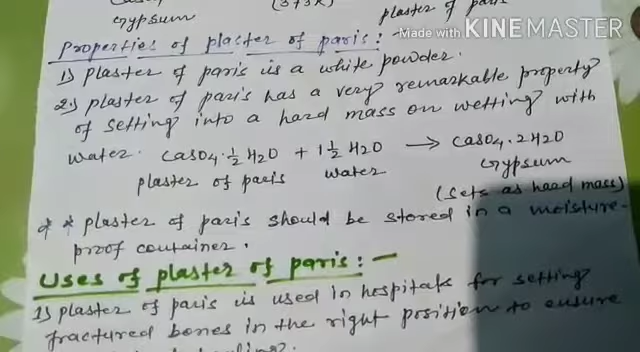 (373K)
Gypsum
plaster of paris
Made with KINEMASTER
Properties of plaster of paris: -
1) Plaster of paris is a white powder.
2) plaster of paris has a very remarkable property
of setting into a hard mass on wetting with
water. CaSO4.½H2O + 1½H2O → CaSO4.2H2O
plaster of paris water Gypsum
(sets as hard mass)
* * plaster of paris should be stored in a moisture-
proof container.
Uses of plaster of paris: -
1) plaster of paris is used in hospitals for setting
fractured bones in the right position to ensure